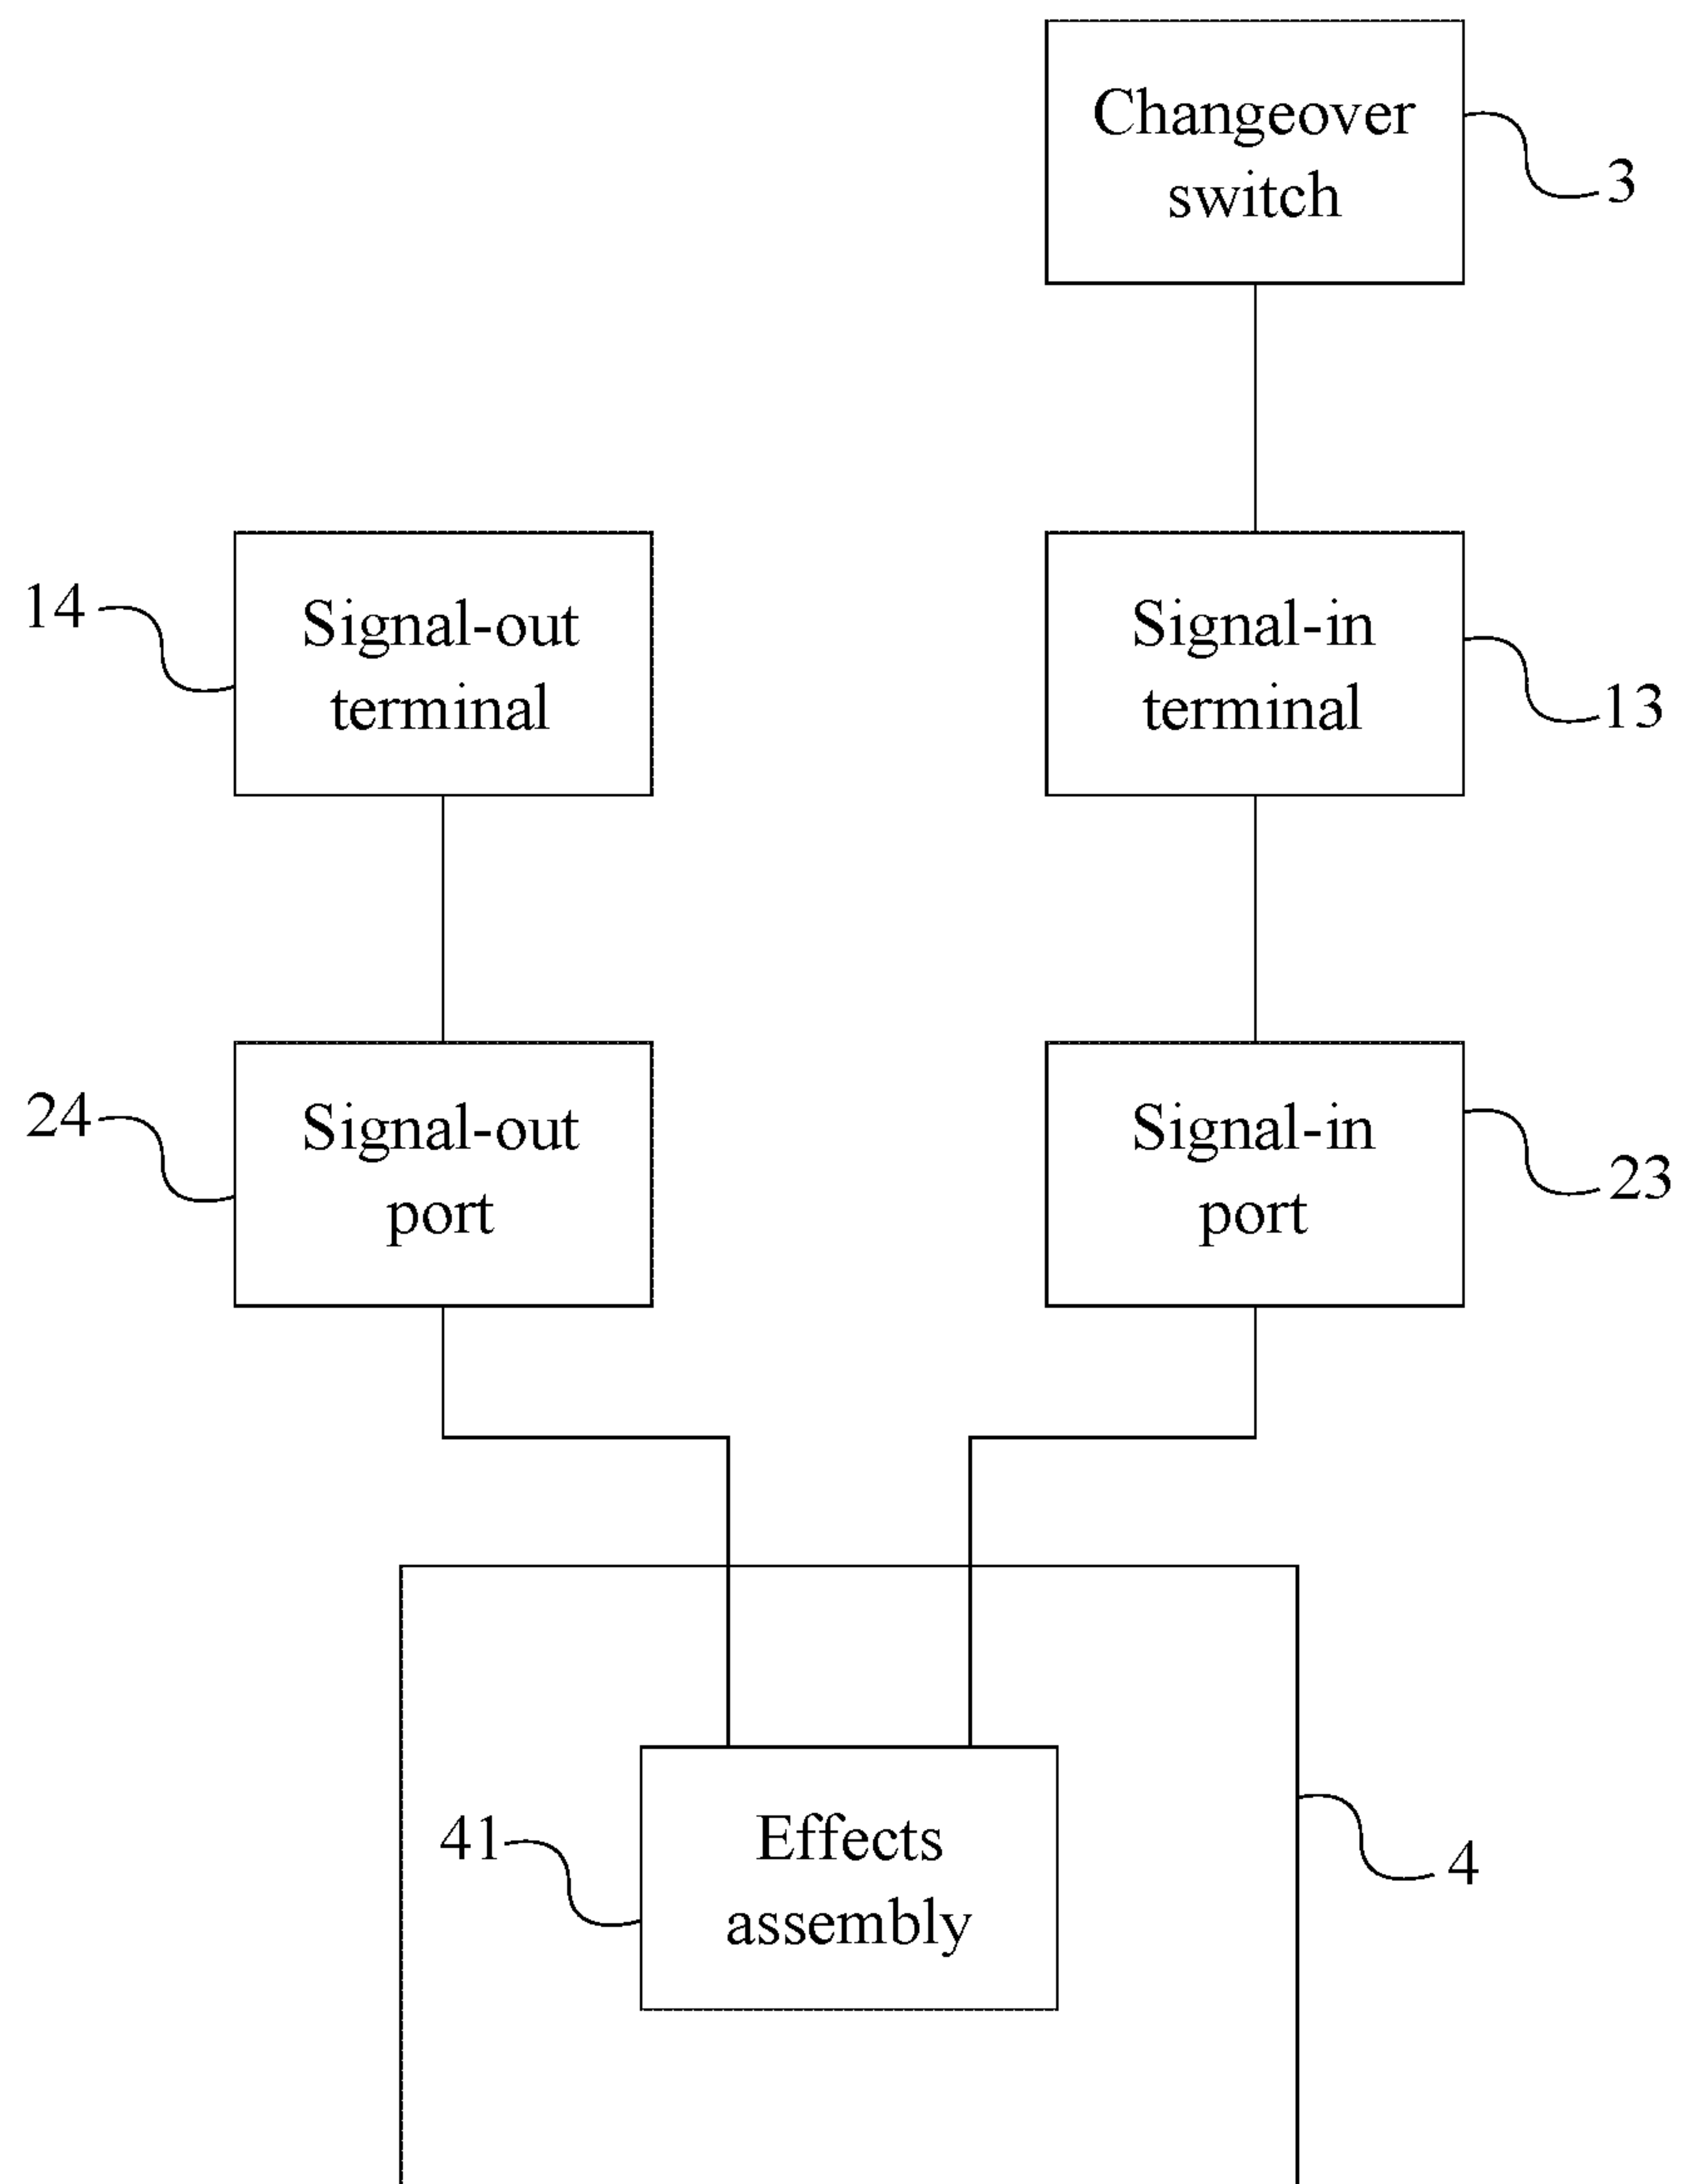 Changeover
switch
3
14
Signal-out
terminal
Signal-in
terminal
13
24
Signal-out
port
Signal-in
port
23
41
Effects
assembly
4